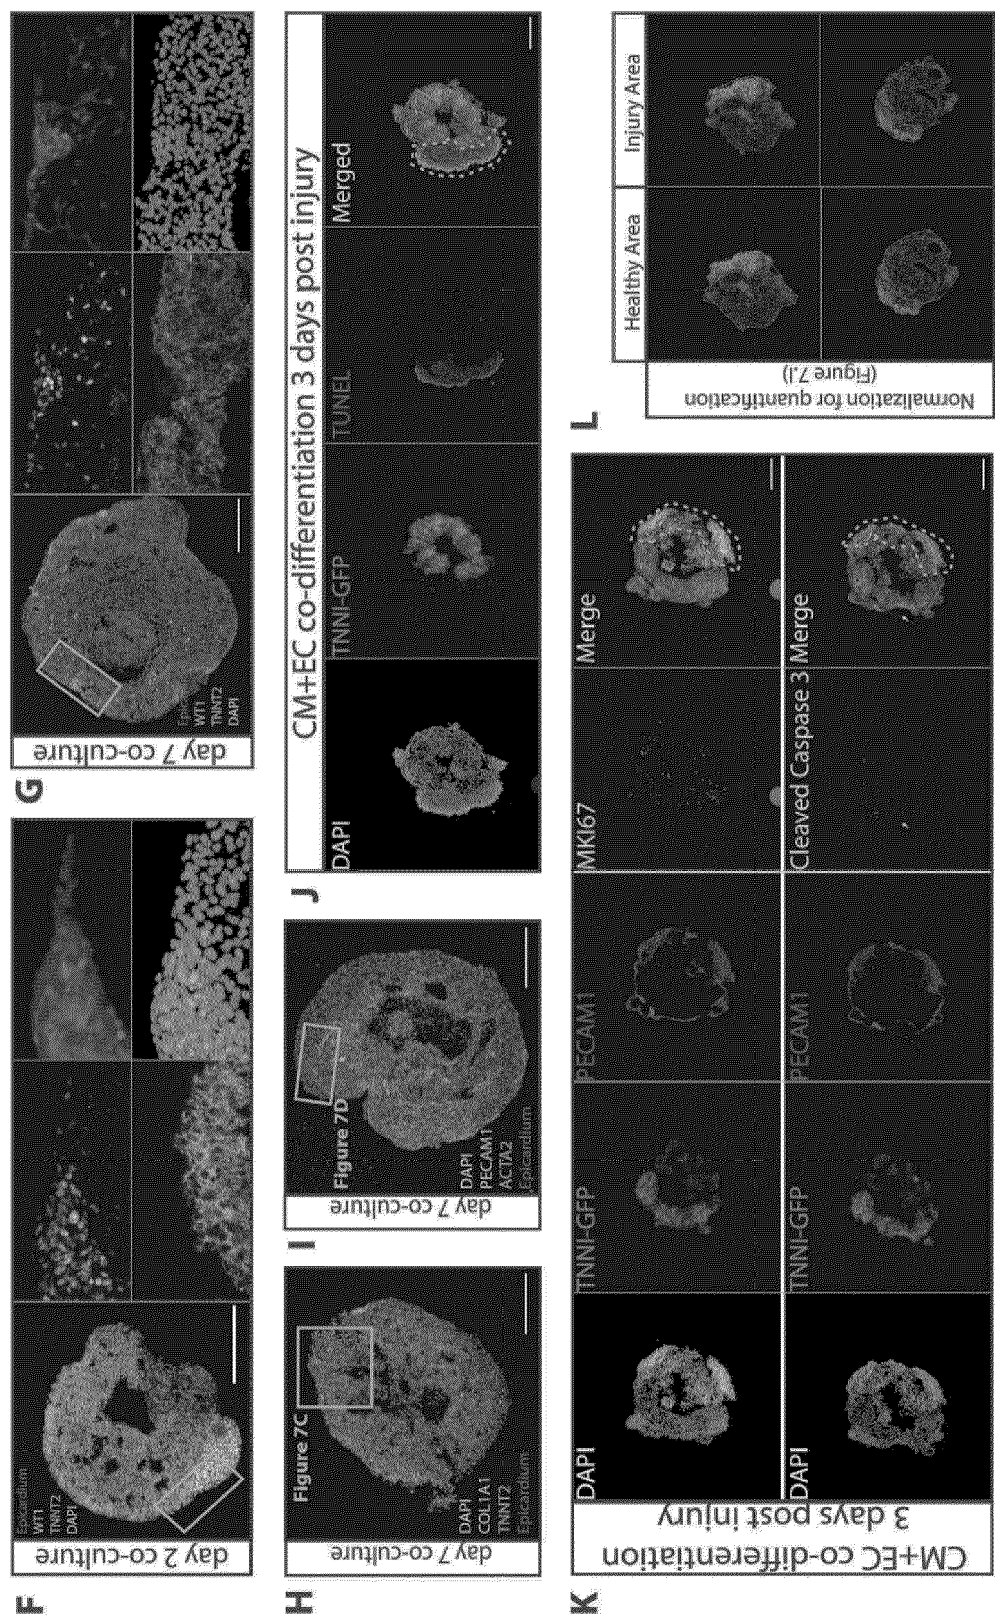 F
day 2 co-culture
Epicardium
WT1
TNNT2
DAPI
G
day 7 co-culture
Epic
WT1
TNNT2
DAPI
H
day 7 co-culture
Figure 7C
DAPI
COL1A1
TNNT2
Epicardium
I
day 7 co-culture
Figure 7D
DAPI
PECAM1
ACTA2
Epicardium
J
CM+EC co-differentiation 3 days post injury
DAPI
TNNI-GFP
TUNEL
Merged
K
CM+EC co-differentiation
3 days post injury
DAPI
TNNI-GFP
PECAM1
MKI67
Merge
DAPI
TNNI-GFP
PECAM1
Cleaved Caspase 3
Merge
L
Healthy Area
Injury Area
Normalization for quantification
(Figure 7.I)